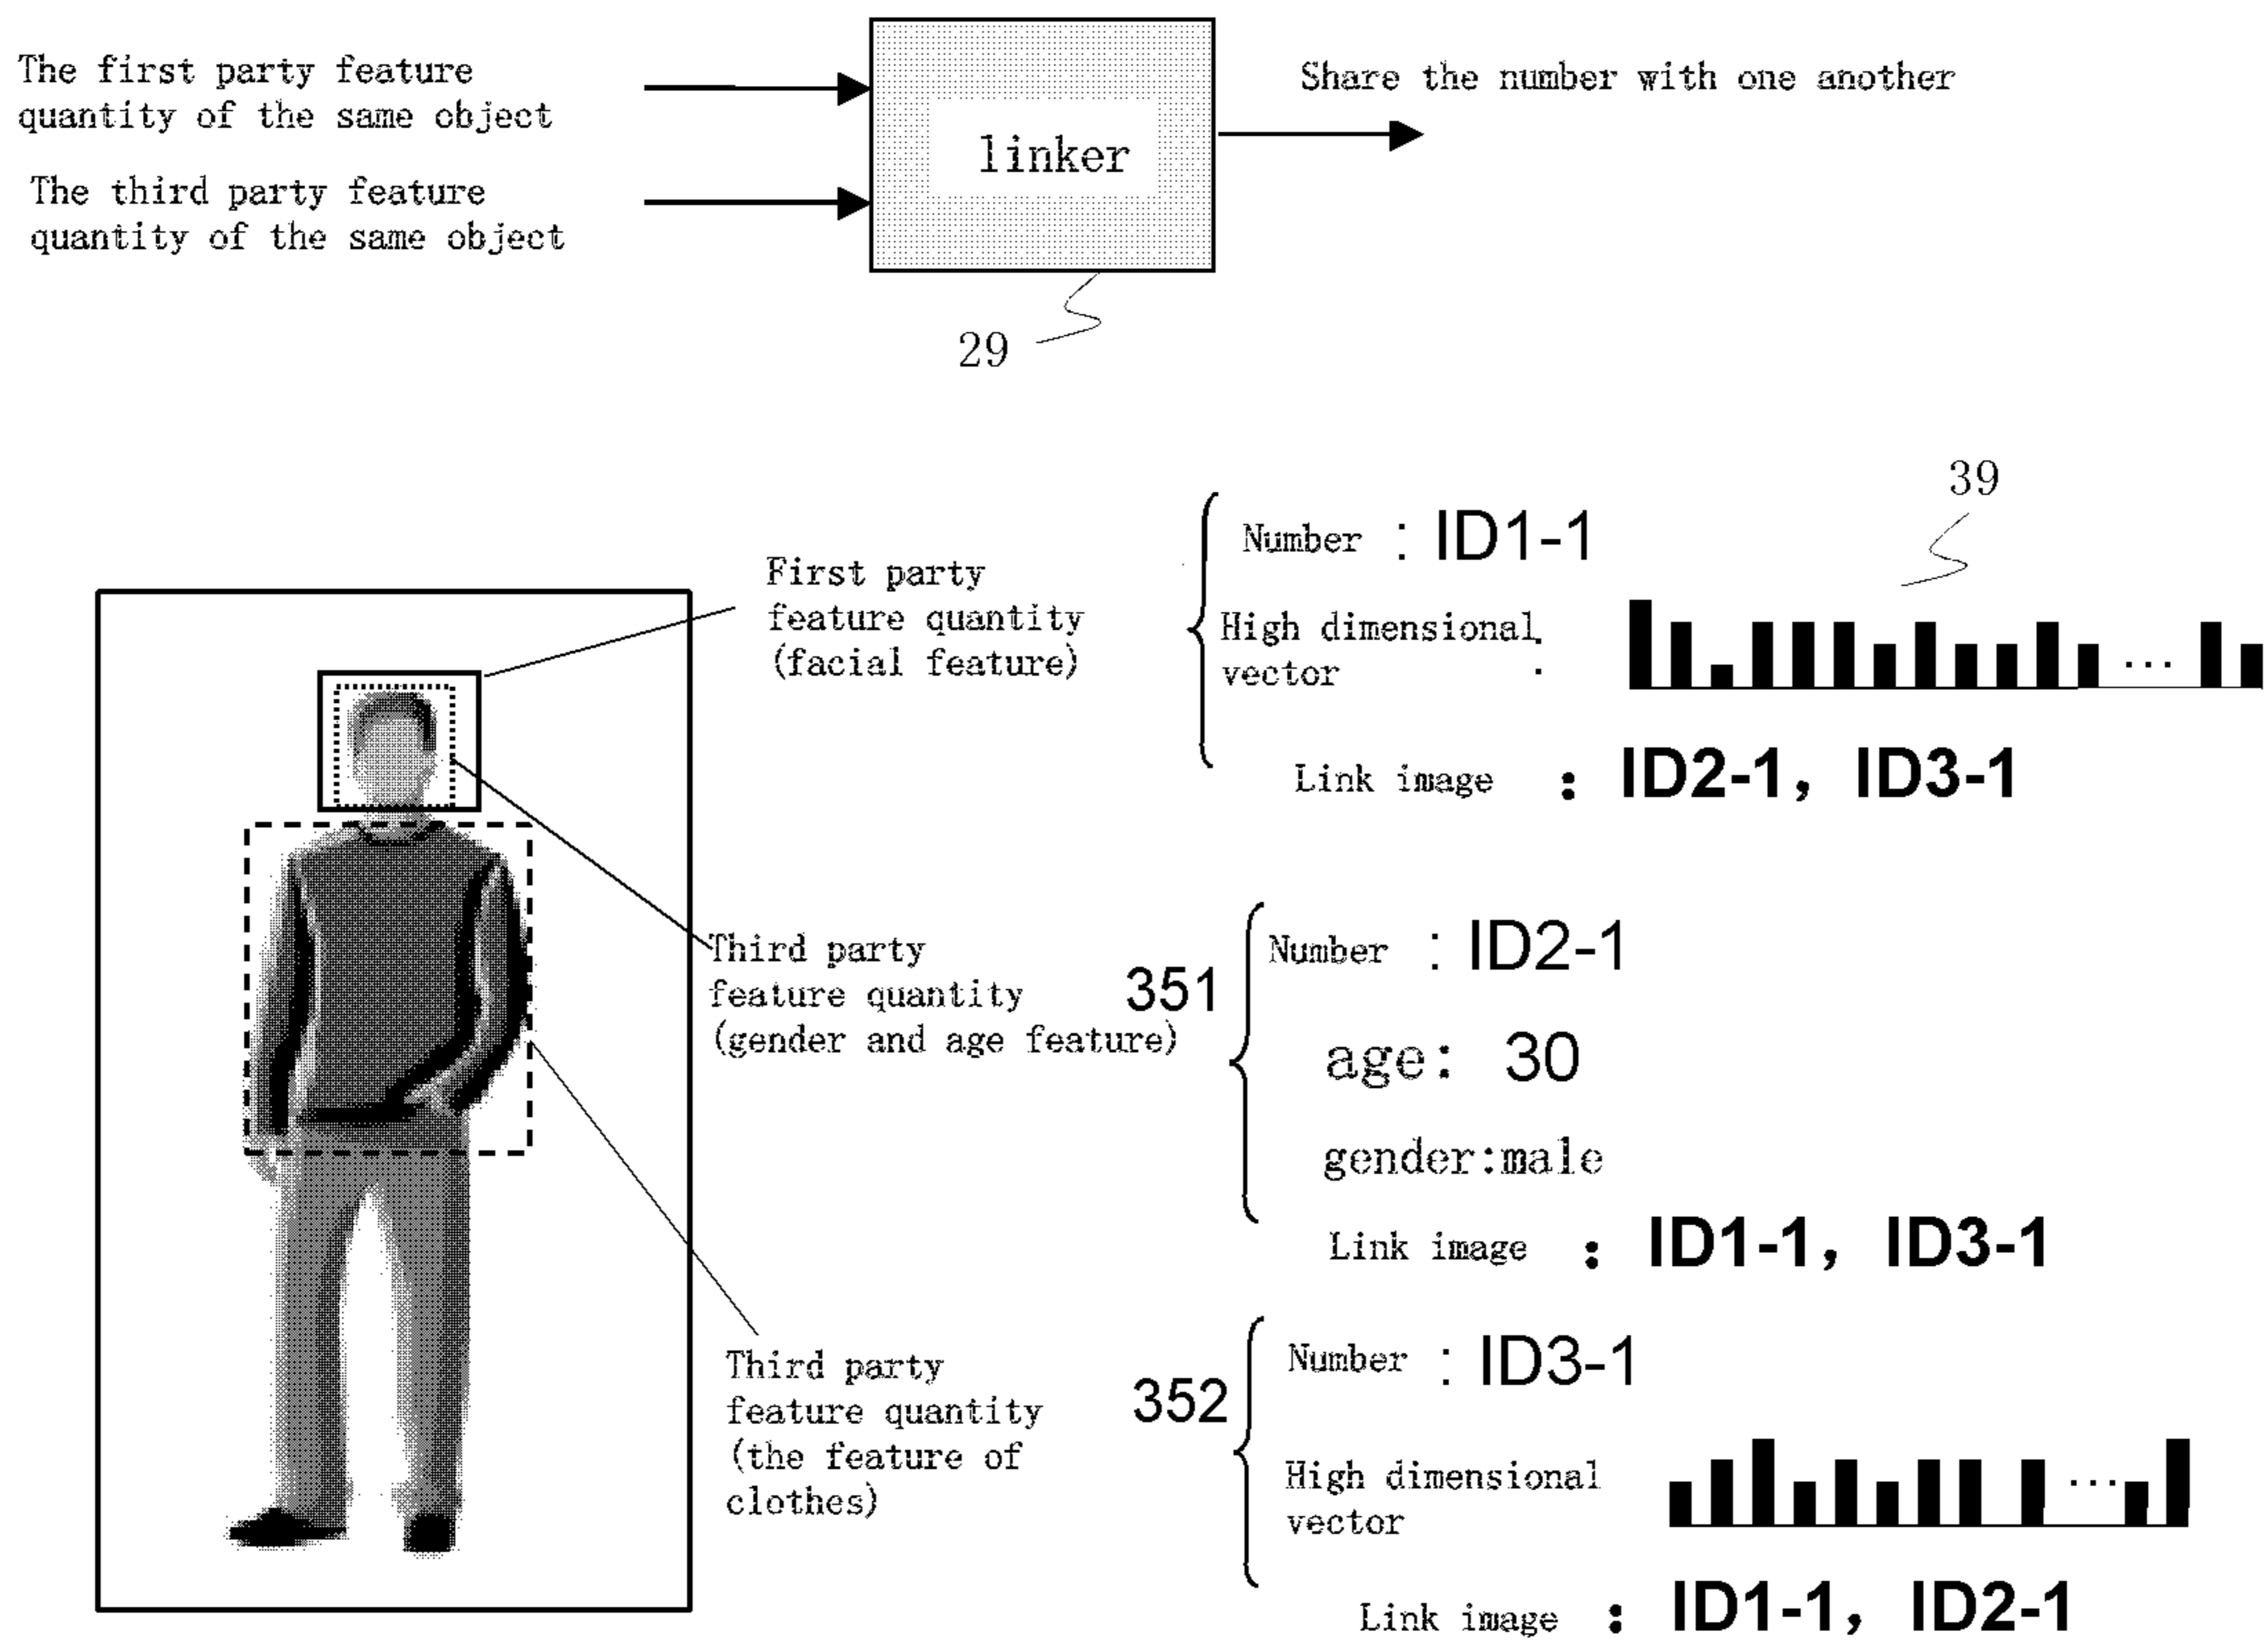 The first party feature
quantity of the same object
The third party feature
quantity of the same object
linker
Share the number with one another
29
39
First party
feature quantity
(facial feature)
Number : ID1-1
High dimensional:
vector
...
Link image : ID2-1, ID3-1
Third party
feature quantity
(gender and age feature)
351
Number : ID2-1
age: 30
gender:male
Link image : ID1-1, ID3-1
Third party
feature quantity
(the feature of
clothes)
352
Number : ID3-1
High dimensional
vector
...
Link image : ID1-1, ID2-1